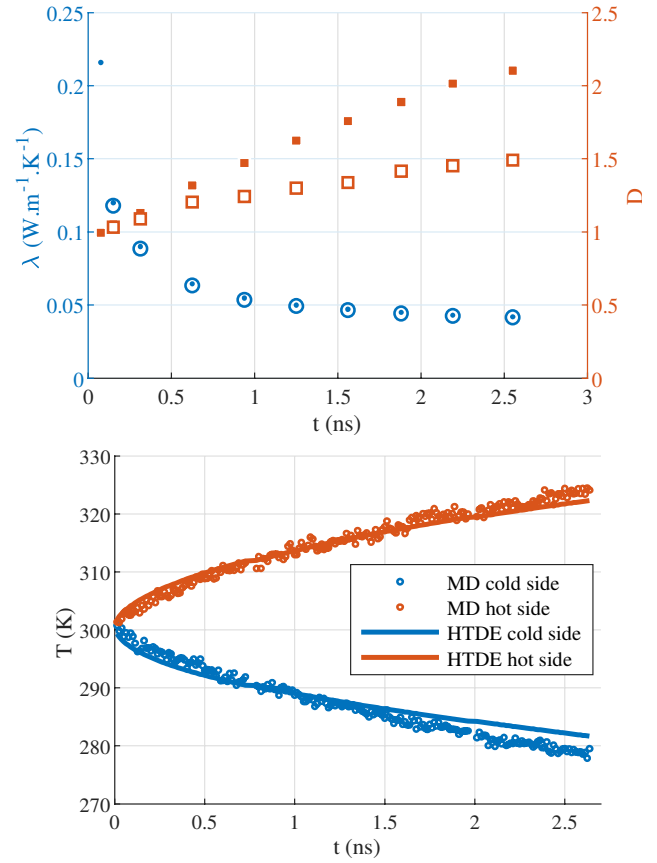 0.25
0.2
0.15
0.1
0.05
0
λ (W.m⁻¹.K⁻¹)
2.5
2
1.5
1
0.5
0
D
0 0.5 1 1.5 2 2.5 3
t (ns)
330
320
310
300
290
280
270
T (K)
MD cold side
MD hot side
HTDE cold side
HTDE hot side
0 0.5 1 1.5 2 2.5
t (ns)